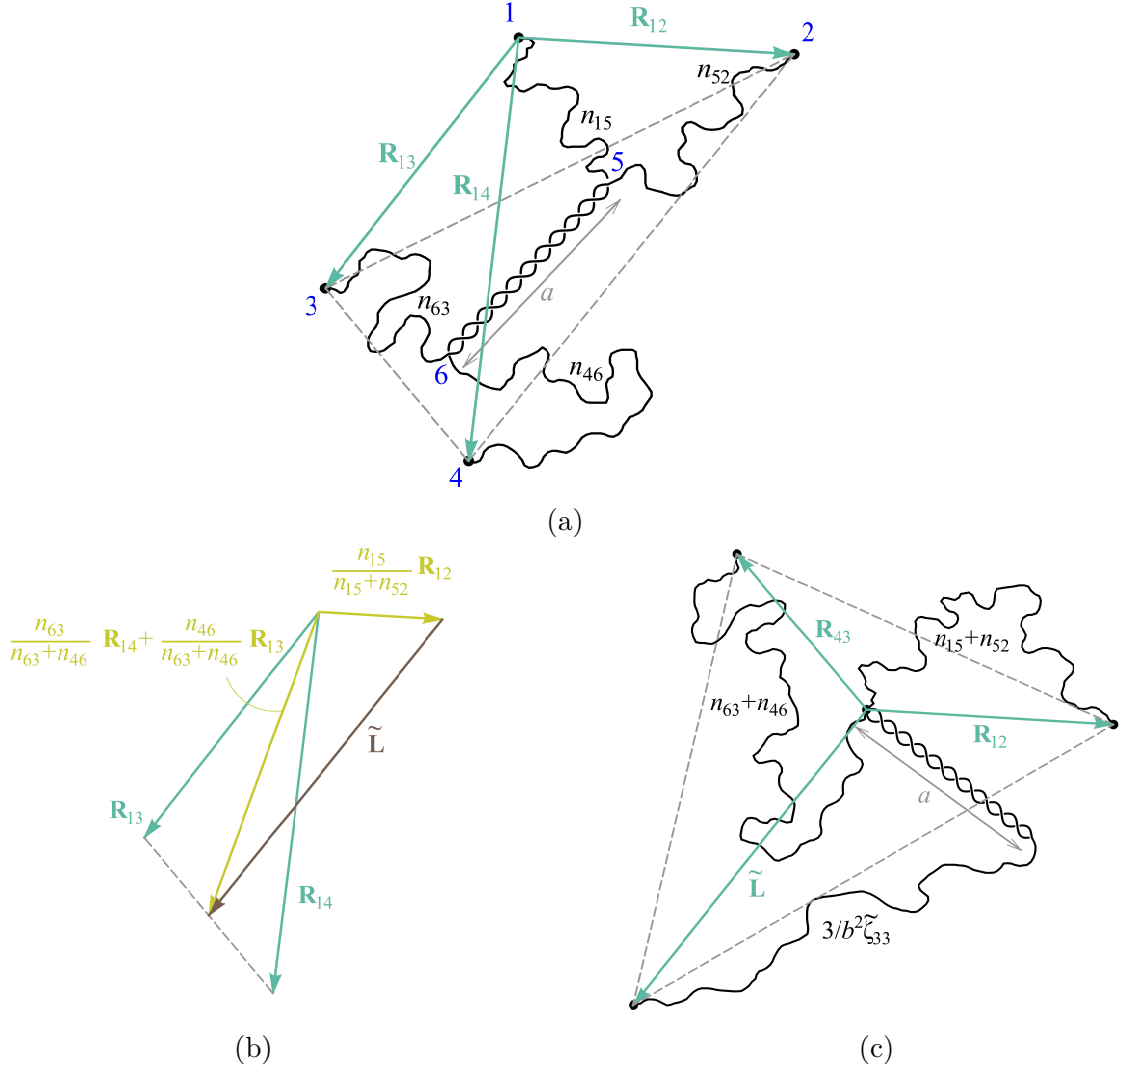 1
R12
2
n52
n15
R13
5
R14
a
3
n63
6
n46
4
(a)
n15
n15+n52 R12
n63
n63+n46 R14+ n46
n63+n46 R13
L̃
R13
R14
(b)
R43
n15+n52
n63+n46
R12
a
L̃
3/b²ζ̃33
(c)